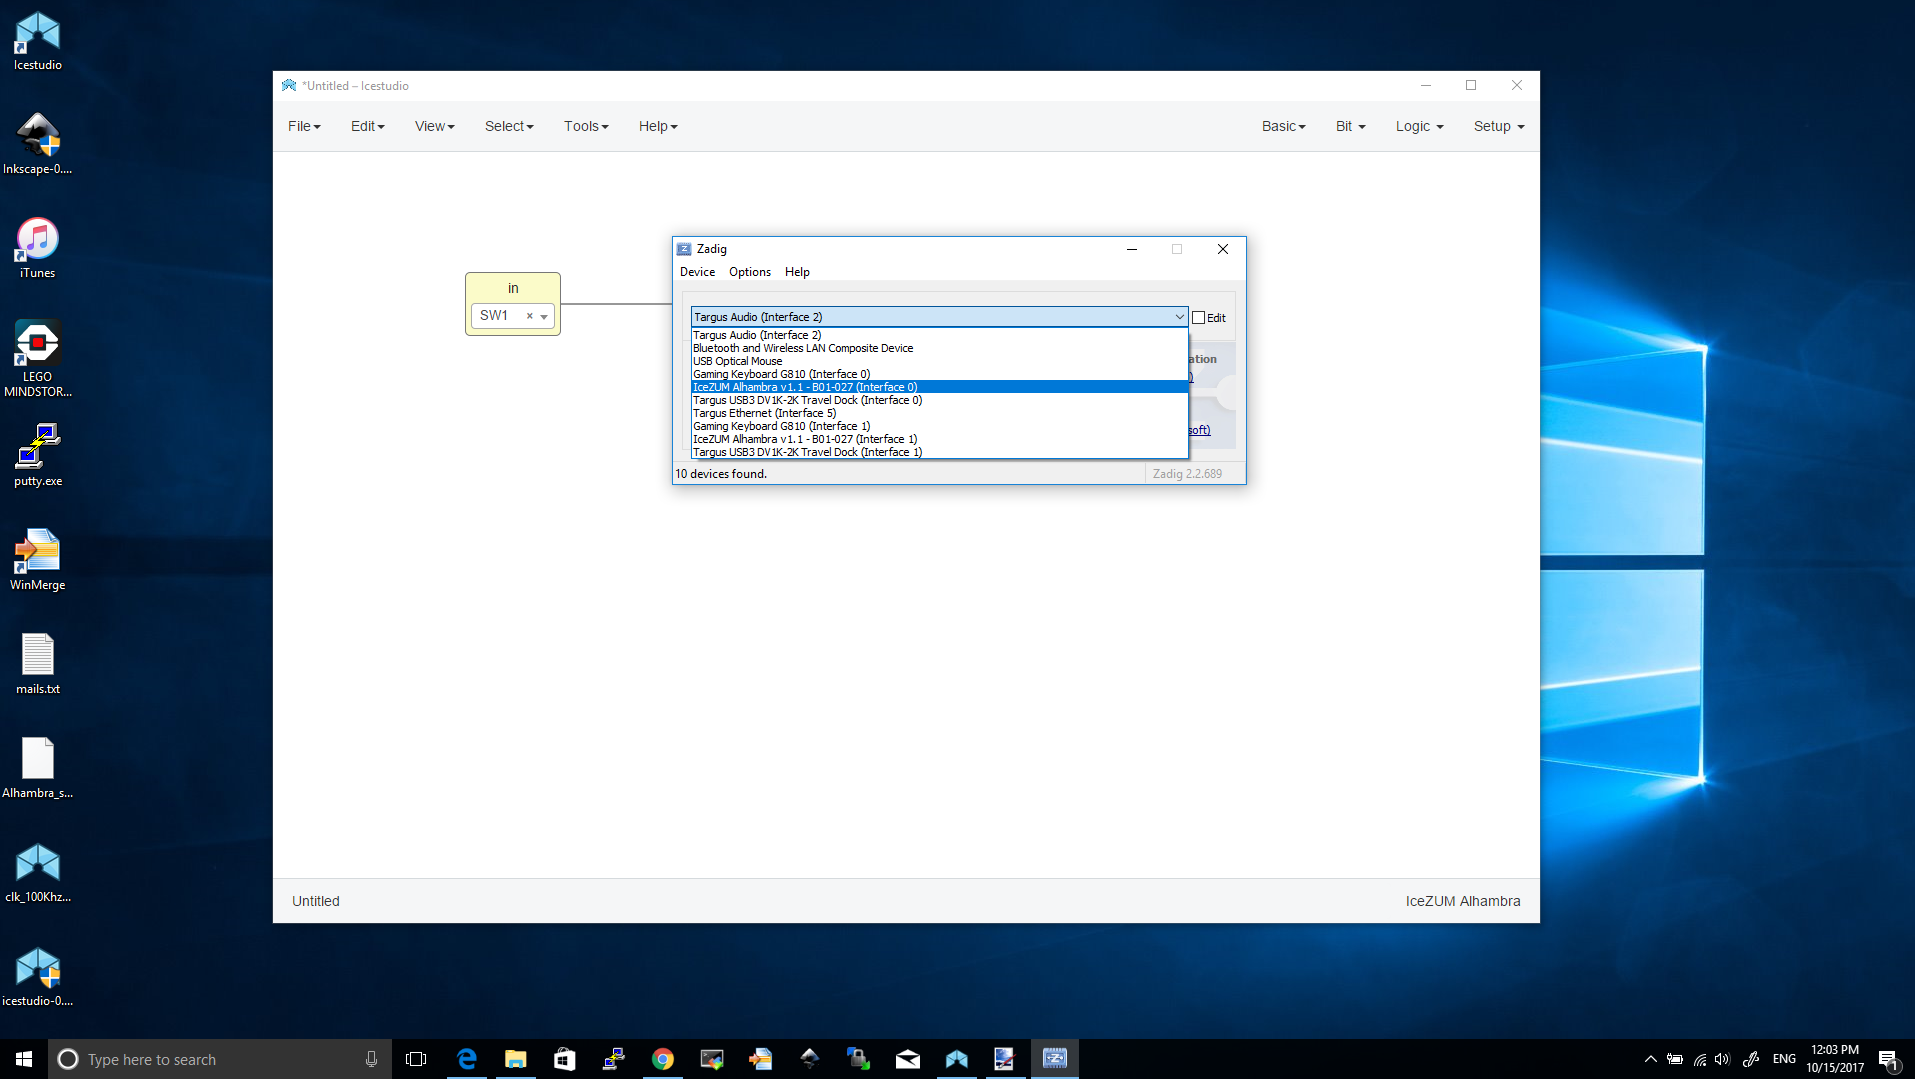 Icestudio
Inkscape-0....
iTunes
LEGO
MINDSTOR...
putty.exe
WinMerge
mails.txt
Alhambra_s...
clk_100Khz...
icestudio-0....
*Untitled – Icestudio
File Edit View Select Tools Help Basic Bit Logic Setup
in
SW1 ×
Zadig
Device Options Help
Targus Audio (Interface 2) Edit
Targus Audio (Interface 2)
Bluetooth and Wireless LAN Composite Device
USB Optical Mouse
Gaming Keyboard G810 (Interface 0)
IceZUM Alhambra v1.1 - B01-027 (Interface 0)
Targus USB3 DV1K-2K Travel Dock (Interface 0)
Targus Ethernet (Interface 5)
Gaming Keyboard G810 (Interface 1)
IceZUM Alhambra v1.1 - B01-027 (Interface 1)
Targus USB3 DV1K-2K Travel Dock (Interface 1)
ation
)
soft)
10 devices found. Zadig 2.2.689
Untitled IceZUM Alhambra
Type here to search
ENG
12:03 PM
10/15/2017
1